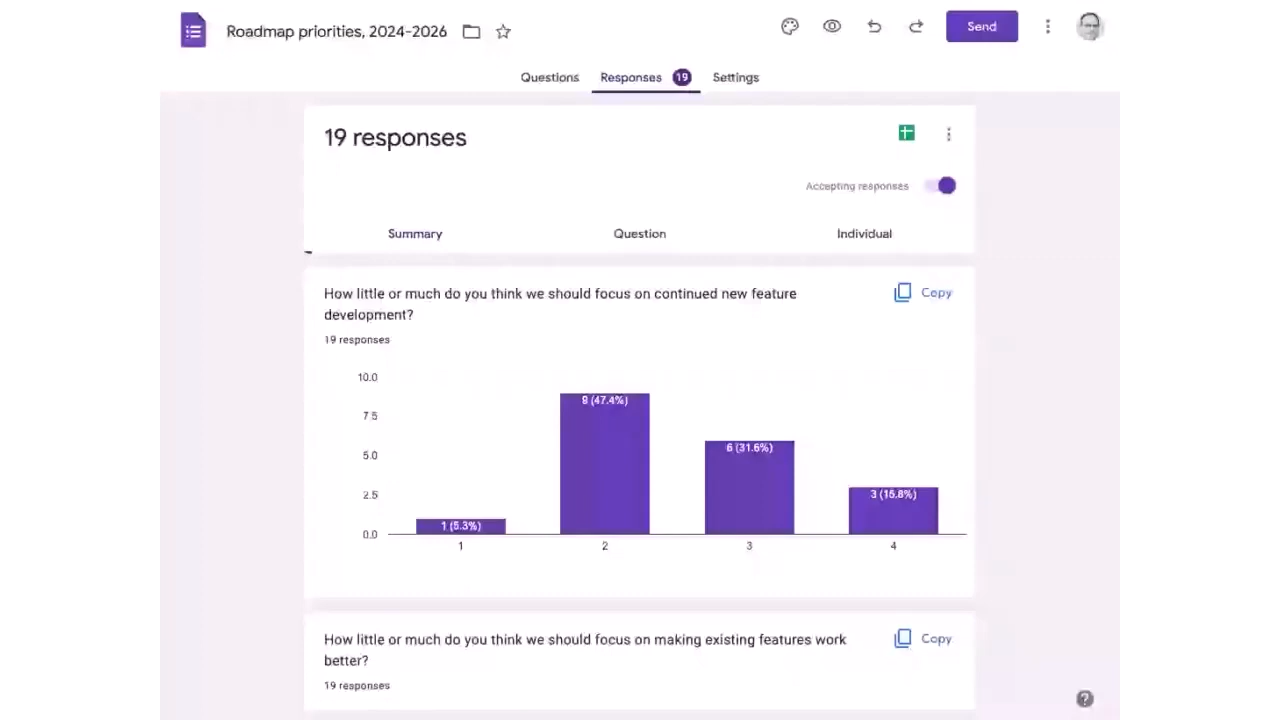 Roadmap priorities, 2024-2026
Send
Questions
Responses 19
Settings
19 responses
Accepting responses
Summary
Question
Individual
How little or much do you think we should focus on continued new feature
development?
Copy
19 responses
10.0
7.5
5.0
2.5
0.0
1 (5.3%)
9 (47.4%)
6 (31.6%)
3 (15.8%)
1
2
3
4
How little or much do you think we should focus on making existing features work
better?
Copy
19 responses
?